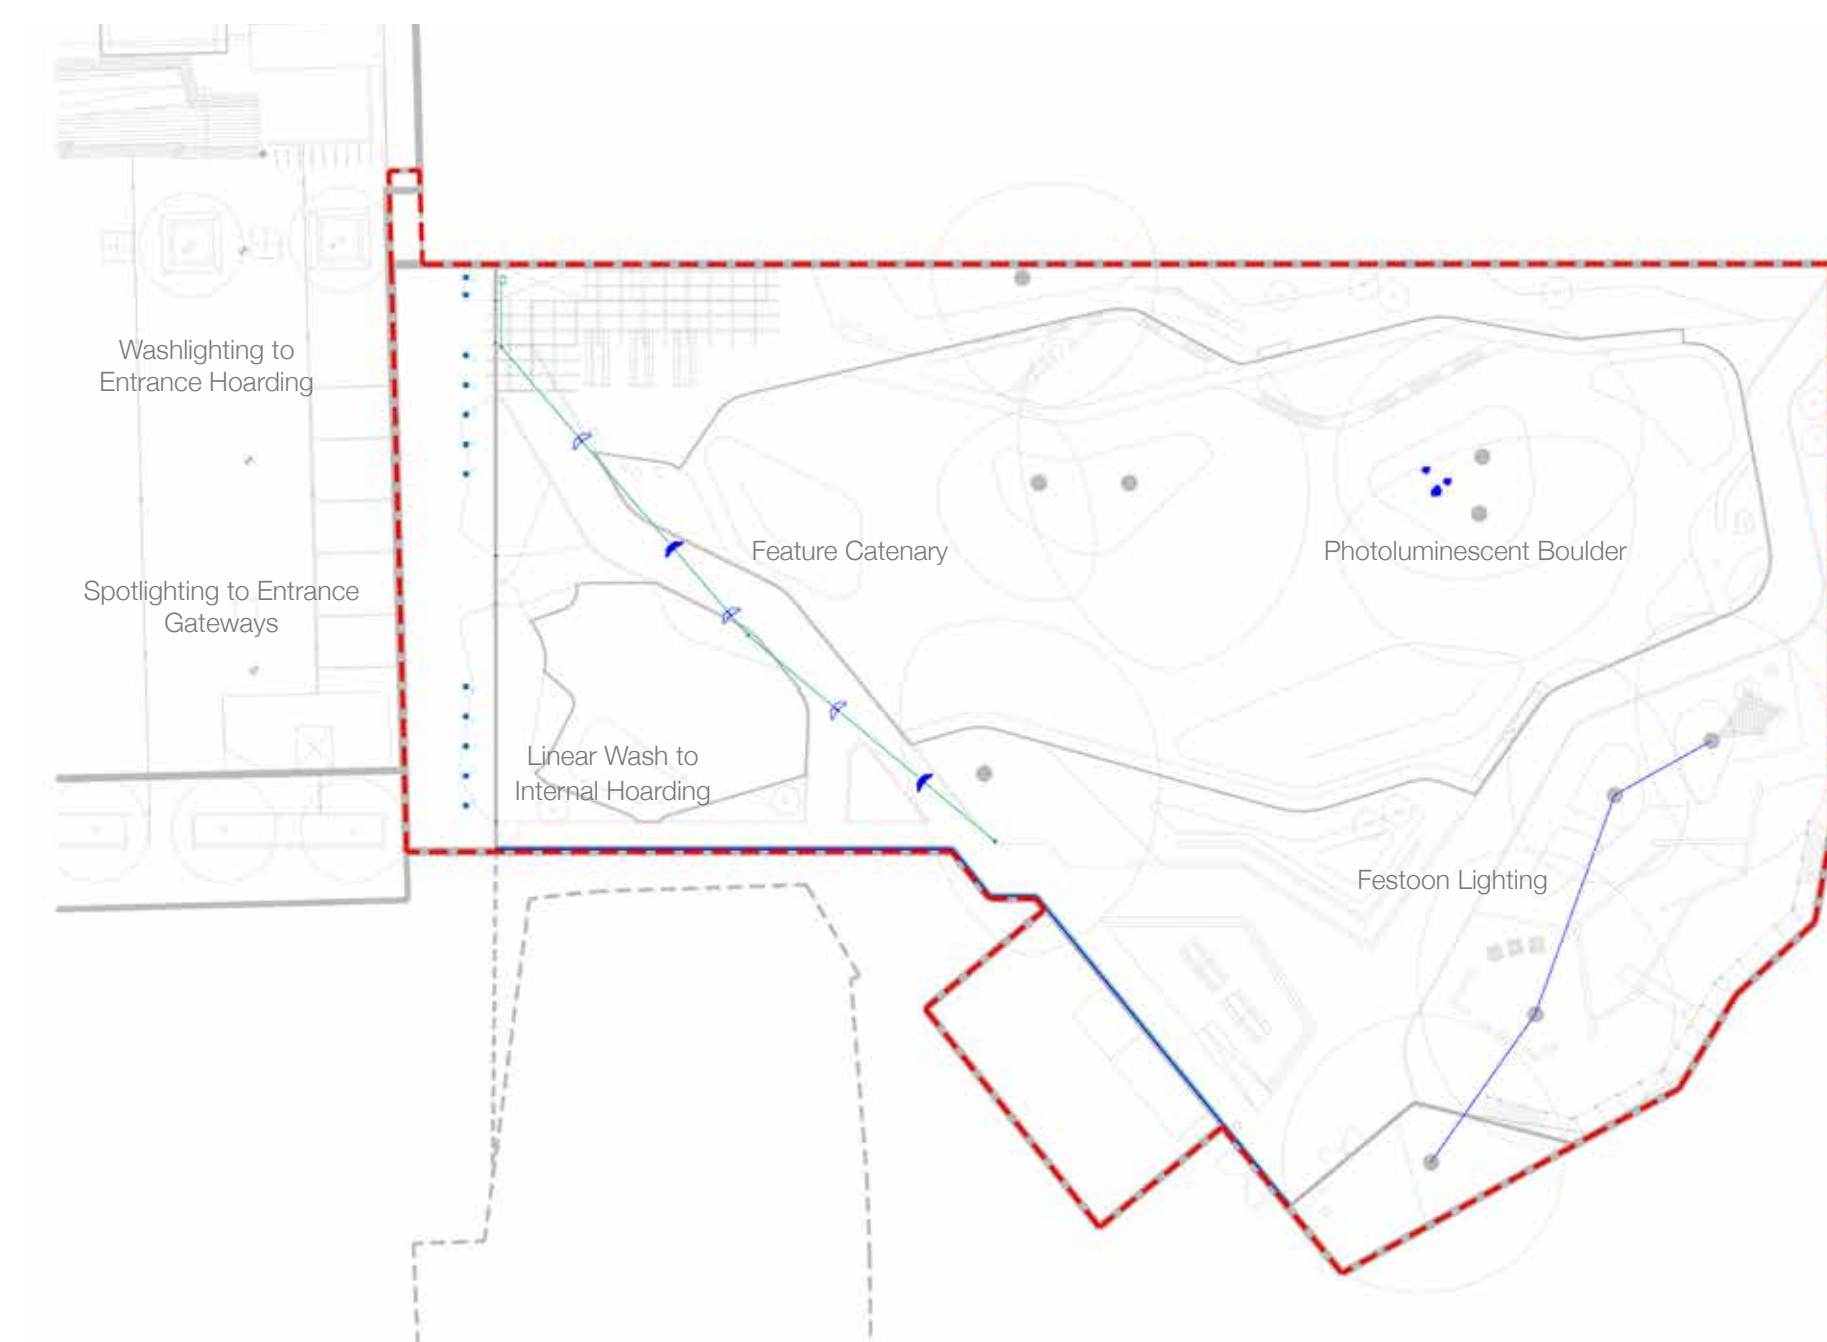 Washlighting to
Entrance Hoarding
Feature Catenary
Photoluminescent Boulder
Spotlighting to Entrance
Gateways
Linear Wash to
Internal Hoarding
Festoon Lighting